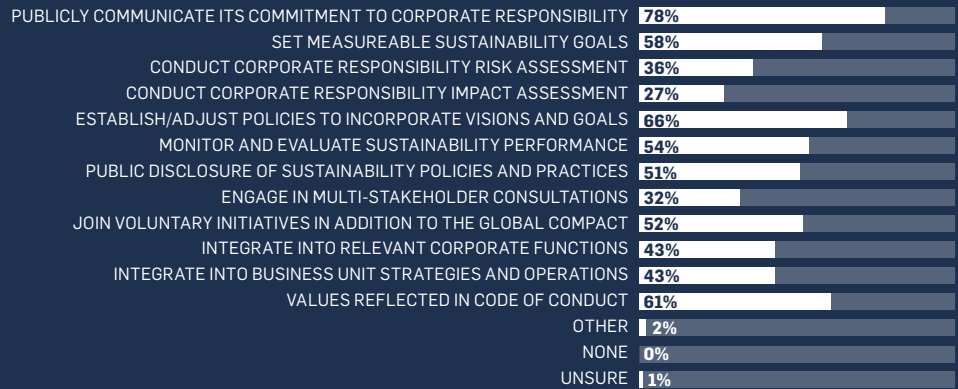 PUBLICLY COMMUNICATE ITS COMMITMENT TO CORPORATE RESPONSIBILITY 78%
SET MEASUREABLE SUSTAINABILITY GOALS 58%
CONDUCT CORPORATE RESPONSIBILITY RISK ASSESSMENT 36%
CONDUCT CORPORATE RESPONSIBILITY IMPACT ASSESSMENT 27%
ESTABLISH/ADJUST POLICIES TO INCORPORATE VISIONS AND GOALS 66%
MONITOR AND EVALUATE SUSTAINABILITY PERFORMANCE 54%
PUBLIC DISCLOSURE OF SUSTAINABILITY POLICIES AND PRACTICES 51%
ENGAGE IN MULTI-STAKEHOLDER CONSULTATIONS 32%
JOIN VOLUNTARY INITIATIVES IN ADDITION TO THE GLOBAL COMPACT 52%
INTEGRATE INTO RELEVANT CORPORATE FUNCTIONS 43%
INTEGRATE INTO BUSINESS UNIT STRATEGIES AND OPERATIONS 43%
VALUES REFLECTED IN CODE OF CONDUCT 61%
OTHER 2%
NONE 0%
UNSURE 1%